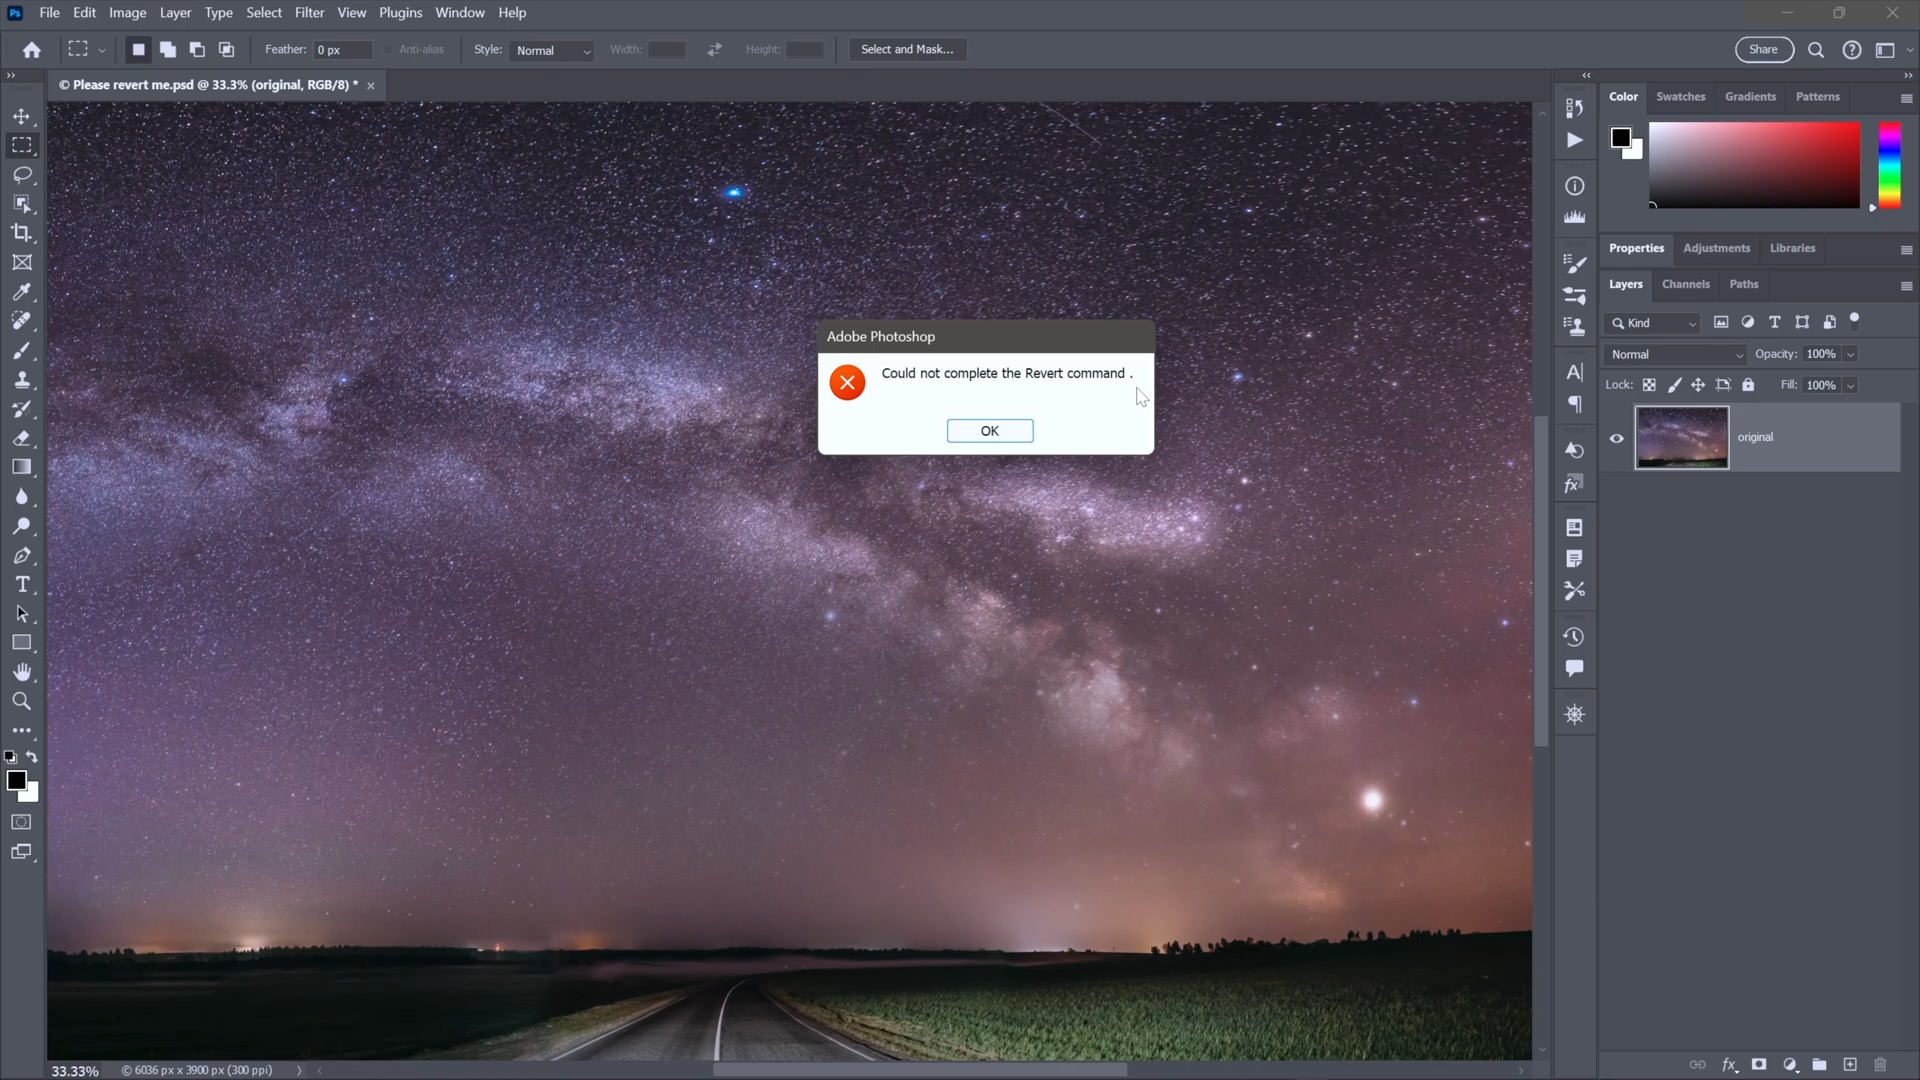 Ps File Edit Image Layer Type Select Filter View Plugins Window Help
Feather: 0 px Anti-alias Style: Normal Width: Height: Select and Mask... Share
© Please revert me.psd @ 33.3% (original, RGB/8) *
Color Swatches Gradients Patterns
Properties Adjustments Libraries
Layers Channels Paths
Kind
Normal Opacity: 100%
Lock: Fill: 100%
original
Adobe Photoshop
Could not complete the Revert command .
OK
33.33% © 6036 px x 3900 px (300 ppi)